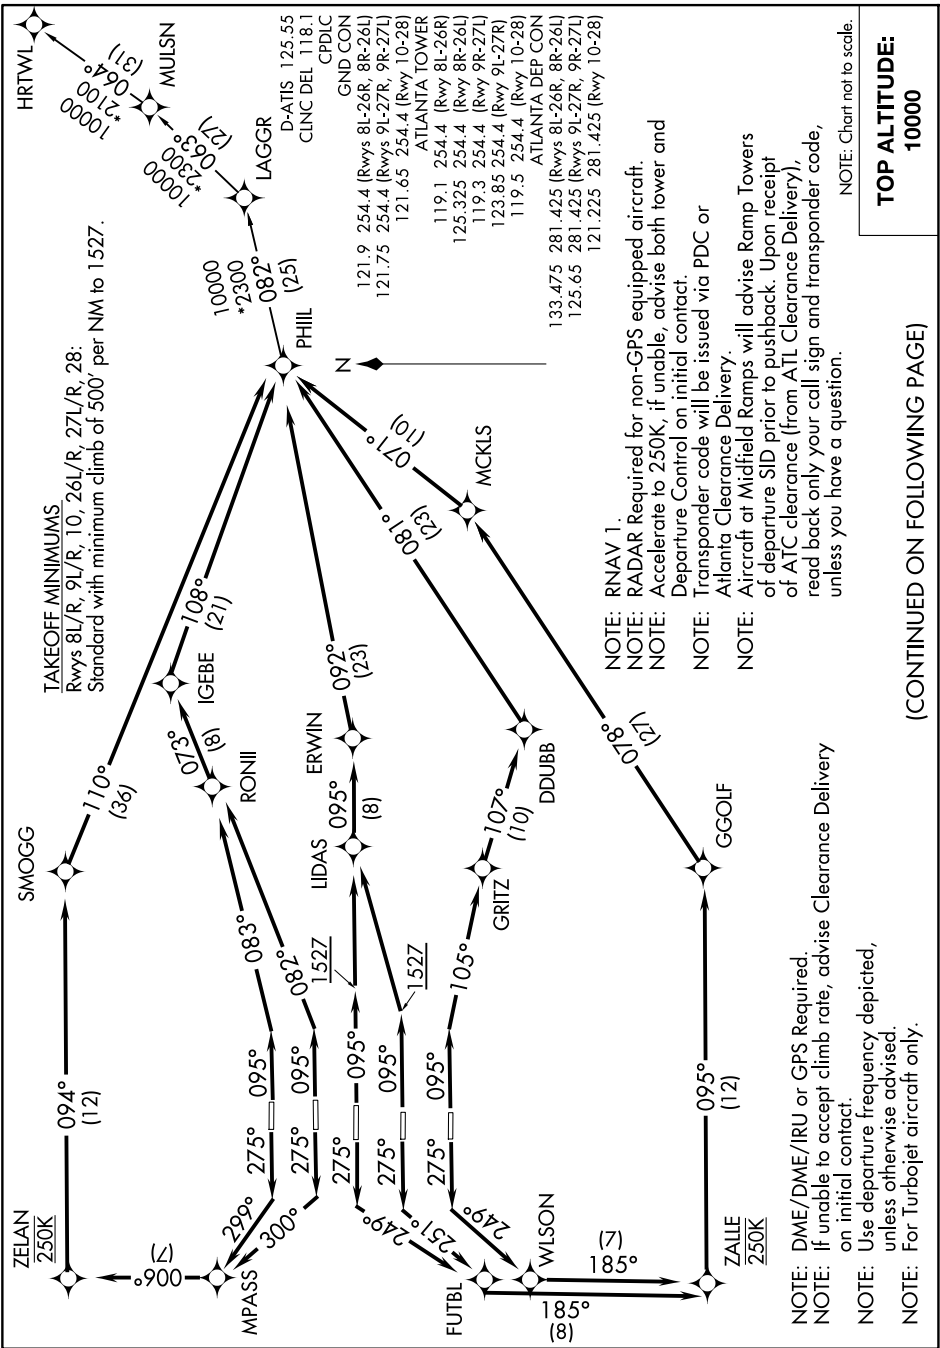 TAKEOFF MINIMUMS
Rwys 8L/R, 9L/R, 10, 26L/R, 27L/R, 28:
Standard with minimum climb of 500' per NM to 1527.
HRTWL
064°
(31)
10000
*2100
MULSN
063°
(27)
10000
*2300
LAGGR
10000
*2300
082°
(25)
PHIIL
N
D-ATIS 125.55
CLNC DEL 118.1
CPDLC
GND CON
121.9 254.4 (Rwys 8L-26R, 8R-26L)
121.75 254.4 (Rwys 9L-27R, 9R-27L)
121.65 254.4 (Rwy 10-28)
ATLANTA TOWER
119.1 254.4 (Rwy 8L-26R)
125.325 254.4 (Rwy 8R-26L)
119.3 254.4 (Rwy 9R-27L)
123.85 254.4 (Rwy 9L-27R)
119.5 254.4 (Rwy 10-28)
ATLANTA DEP CON
133.475 281.425 (Rwys 8L-26R, 8R-26L)
125.65 281.425 (Rwys 9L-27R, 9R-27L)
121.225 281.425 (Rwy 10-28)
SMOGG
110°
(36)
108°
(21)
IGEBE
073°
(8)
RONII
092°
(23)
ERWIN
095°
(8)
LIDAS
081°
(23)
071°
(10)
MCKLS
DDUBB
107°
(10)
GRITZ
078°
(27)
GGOLF
ZELAN
250K
094°
(12)
006°
(7)
MPASS
299°
300°
275°
095°
083°
275°
095°
082°
275°
095°
1527
275°
095°
1527
275°
095°
105°
249°
251°
249°
FUTBL
WLSON
185°
(7)
185°
(8)
ZALLE
250K
095°
(12)
NOTE: RNAV 1.
NOTE: RADAR Required for non-GPS equipped aircraft.
NOTE: Accelerate to 250K, if unable, advise both tower and
Departure Control on initial contact.
NOTE: Transponder code will be issued via PDC or
Atlanta Clearance Delivery.
NOTE: Aircraft at Midfield Ramps will advise Ramp Towers
of departure SID prior to pushback. Upon receipt
of ATC clearance (from ATL Clearance Delivery),
read back only your call sign and transponder code,
unless you have a question.
NOTE: DME/DME/IRU or GPS Required.
NOTE: If unable to accept climb rate, advise Clearance Delivery
on initial contact.
NOTE: Use departure frequency depicted,
unless otherwise advised.
NOTE: For Turbojet aircraft only.
NOTE: Chart not to scale.
TOP ALTITUDE:
10000
(CONTINUED ON FOLLOWING PAGE)